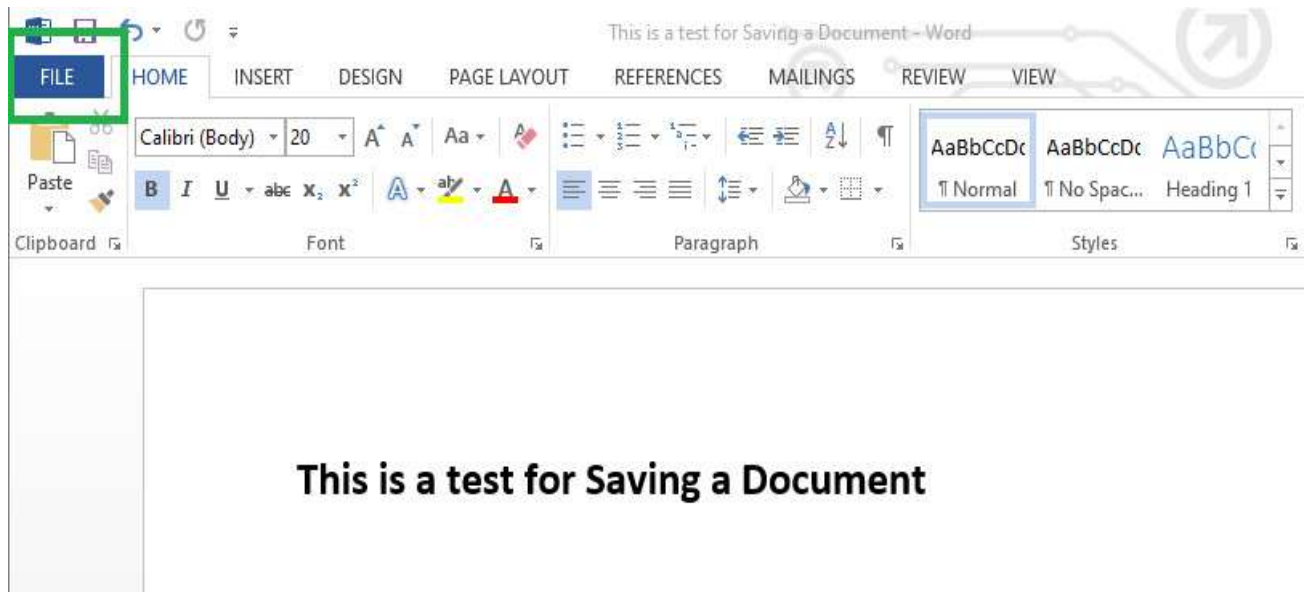 This is a test for Saving a Document - Word
FILE HOME INSERT DESIGN PAGE LAYOUT REFERENCES MAILINGS REVIEW VIEW
Calibri (Body) 20 Aa
AaBbCcDc AaBbCcDc AaBbC
Paste B I U abc X₂ X² A ab A
¶ Normal ¶ No Spac... Heading 1
Clipboard Font Paragraph Styles
This is a test for Saving a Document